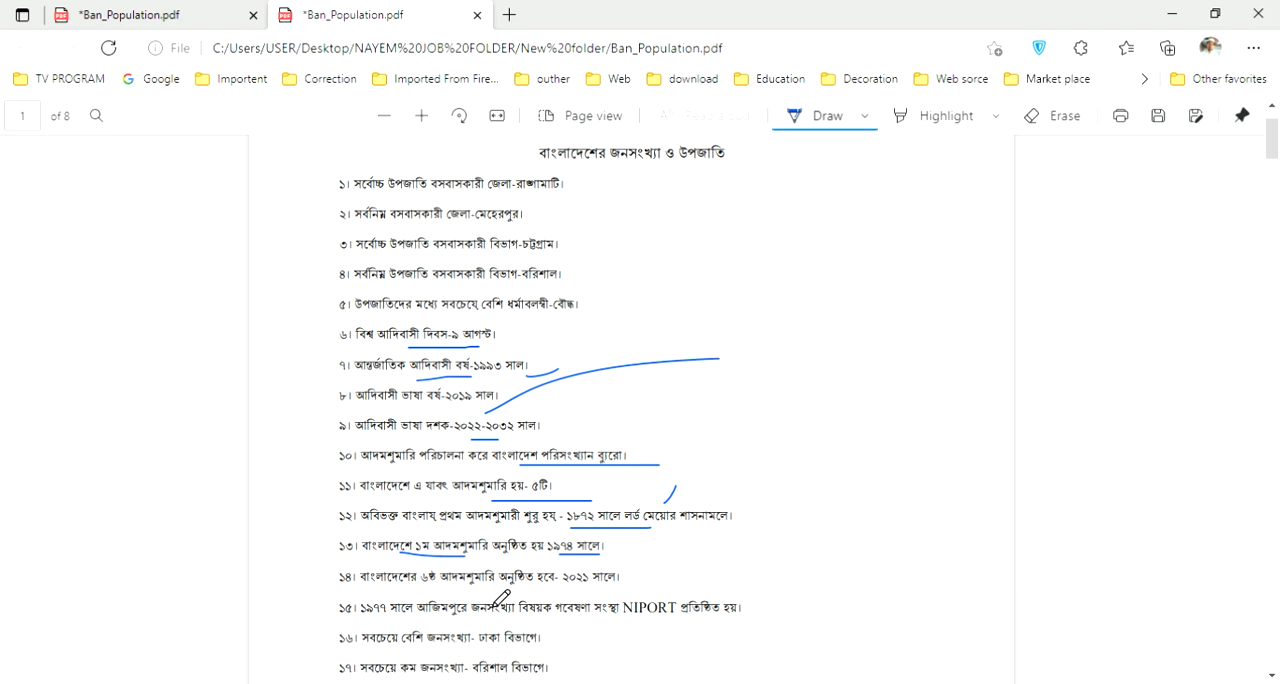 *Ban_Population.pdf
*Ban_Population.pdf
File C:/Users/USER/Desktop/NAYEM%20JOB%20FOLDER/New%20folder/Ban_Population.pdf
TV PROGRAM Google Importent Correction Imported From Fire... outher Web download Education Decoration Web sorce Market place Other favorites
1 of 8 Page view Draw Highlight Erase
বাংলাদেশের জনসংখ্যা ও উপজাতি
১। সর্বোচ্চ উপজাতি বসবাসকারী জেলা-রাঙ্গামাটি।
২। সর্বনিম্ন বসবাসকারী জেলা-মেহেরপুর।
৩। সর্বোচ্চ উপজাতি বসবাসকারী বিভাগ-চট্টগ্রাম।
৪। সর্বনিম্ন উপজাতি বসবাসকারী বিভাগ-বরিশাল।
৫। উপজাতিদের মধ্যে সবচেয়ে বেশি ধর্মাবলম্বী-বৌদ্ধ।
৬। বিশ্ব আদিবাসী দিবস-৯ আগস্ট।
৭। আন্তর্জাতিক আদিবাসী বর্ষ-১৯৯৩ সাল।
৮। আদিবাসী ভাষা বর্ষ-২০১৯ সাল।
৯। আদিবাসী ভাষা দশক-২০২২-২০৩২ সাল।
১০। আদমশুমারি পরিচালনা করে বাংলাদেশ পরিসংখ্যান ব্যুরো।
১১। বাংলাদেশে এ যাবৎ আদমশুমারি হয়- ৫টি।
১২। অবিভক্ত বাংলায় প্রথম আদমশুমারী শুরু হয় - ১৮৭২ সালে লর্ড মেয়োর শাসনামলে।
১৩। বাংলাদেশে ১ম আদমশুমারি অনুষ্ঠিত হয় ১৯৭৪ সালে।
১৪। বাংলাদেশের ৬ষ্ঠ আদমশুমারি অনুষ্ঠিত হবে- ২০২১ সালে।
১৫। ১৯৭৭ সালে আজিমপুরে জনসংখ্যা বিষয়ক গবেষণা সংস্থা NIPORT প্রতিষ্ঠিত হয়।
১৬। সবচেয়ে বেশি জনসংখ্যা- ঢাকা বিভাগে।
১৭। সবচেয়ে কম জনসংখ্যা- বরিশাল বিভাগে।